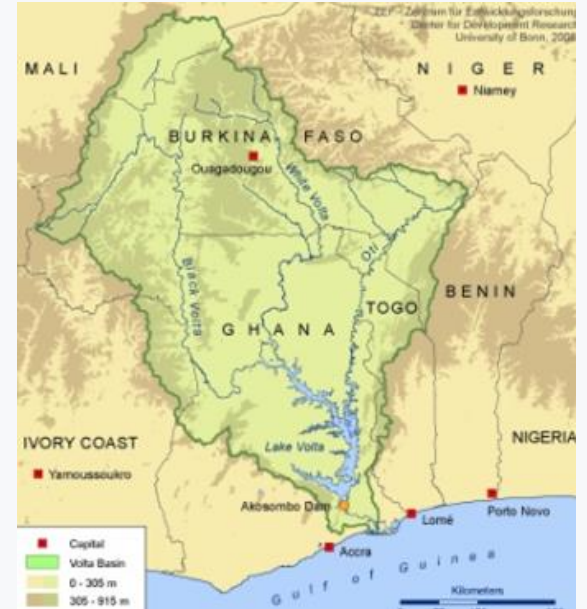 ZEF - Zentrum für Entwicklungsforschung
Center for Development Research
University of Bonn, 2008
MALI
NIGER
Niamey
BURKINA FASO
Ouagadougou
White Volta
Oti
Black Volta
BENIN
TOGO
GHANA
IVORY COAST
Lake Volta
NIGERIA
Yamoussoukro
Akosombo Dam
Lomé
Porto Novo
Accra
Gulf of Guinea
Capital
Volta Basin
0 - 305 m
305 - 915 m
Kilometers